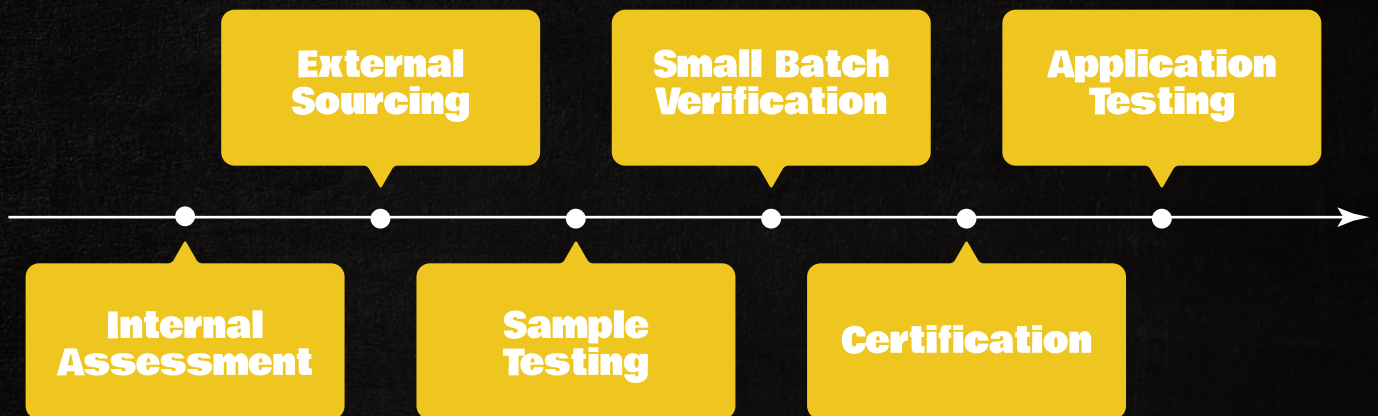 External
Sourcing
Small Batch
Verification
Application
Testing
Internal
Assessment
Sample
Testing
Certification